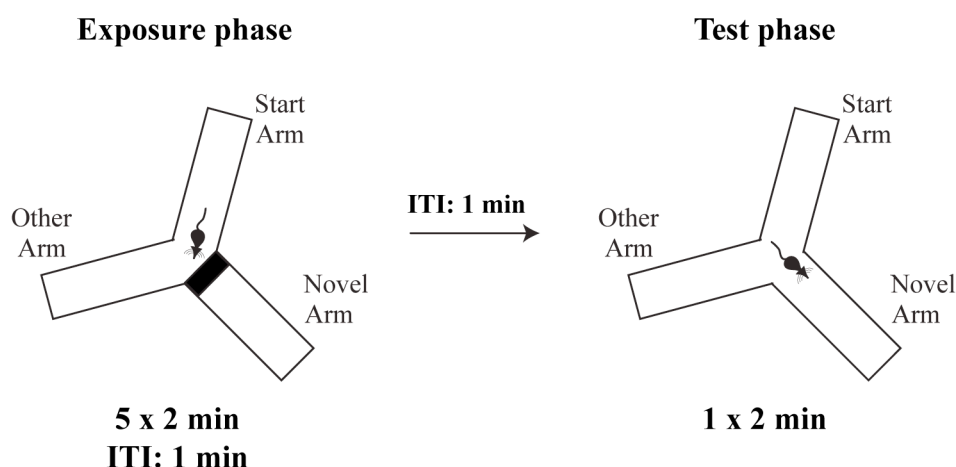 Exposure phase
Start
Arm
Other
Arm
Novel
Arm
5 x 2 min
ITI: 1 min
ITI: 1 min
Test phase
Start
Arm
Other
Arm
Novel
Arm
1 x 2 min